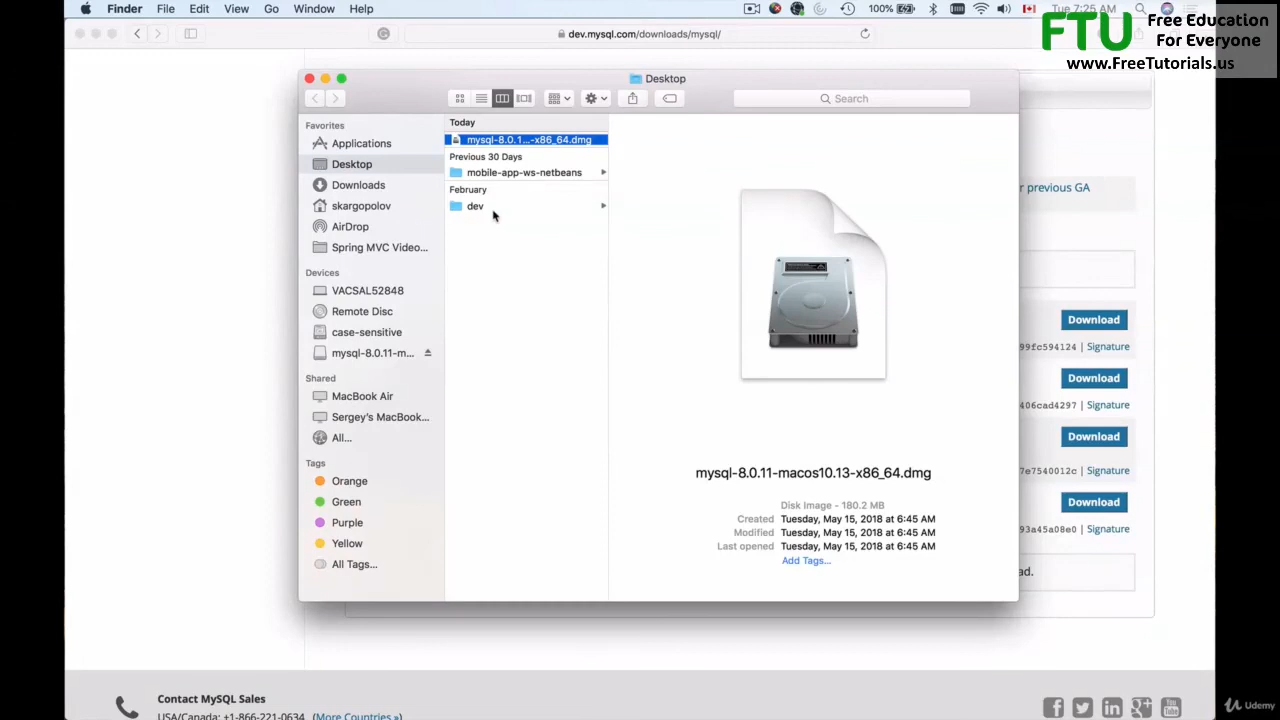 Finder File Edit View Go Window Help
100% Tue 7:25 AM
FTU Free Education
For Everyone
www.FreeTutorials.us
dev.mysql.com/downloads/mysql/
Desktop
Search
Favorites
Applications
Desktop
Downloads
skargopolov
AirDrop
Spring MVC Video...
Devices
VACSAL52848
Remote Disc
case-sensitive
mysql-8.0.11-m...
Shared
MacBook Air
Sergey's MacBook...
All...
Tags
Orange
Green
Purple
Yellow
All Tags...
Today
mysql-8.0.1...-x86_64.dmg
Previous 30 Days
mobile-app-ws-netbeans
February
dev
mysql-8.0.11-macos10.13-x86_64.dmg
Disk Image - 180.2 MB
Created Tuesday, May 15, 2018 at 6:45 AM
Modified Tuesday, May 15, 2018 at 6:45 AM
Last opened Tuesday, May 15, 2018 at 6:45 AM
Add Tags...
r previous GA
Download
99fc594124 | Signature
Download
406cad4297 | Signature
Download
7e7540012c | Signature
Download
93a45a08e0 | Signature
ad.
Contact MySQL Sales
USA/Canada: +1-866-221-0634 (More Countries »)
You Tube
Udemy